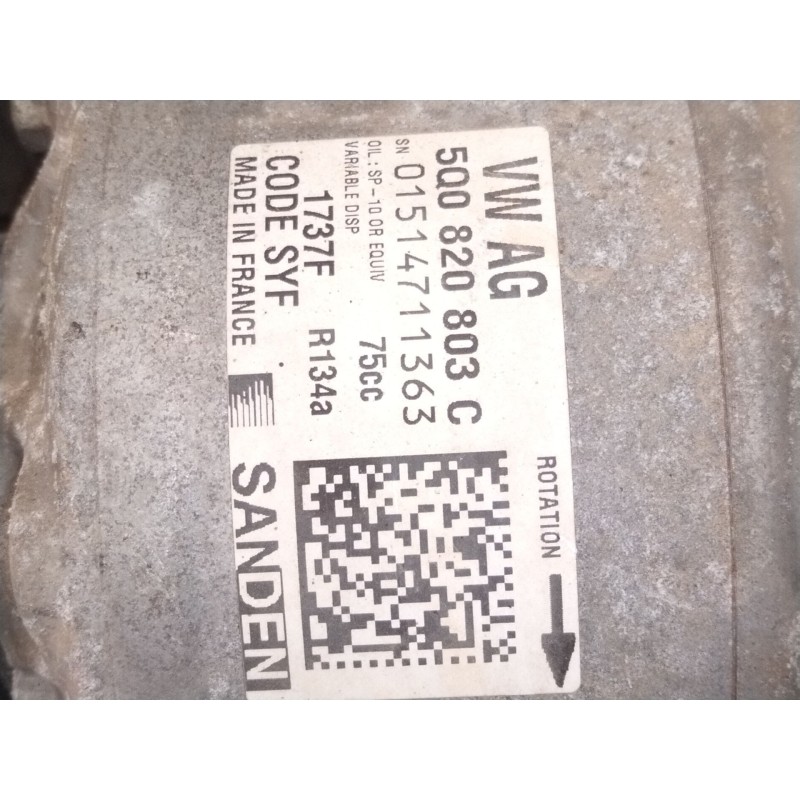 VW AG
5Q0 820 803 C
SN 01514711363
OIL : SP-10 OR EQUIV 75cc
VARIABLE DISP
1737F R134a
CODE SYF
MADE IN FRANCE
SANDEN
ROTATION